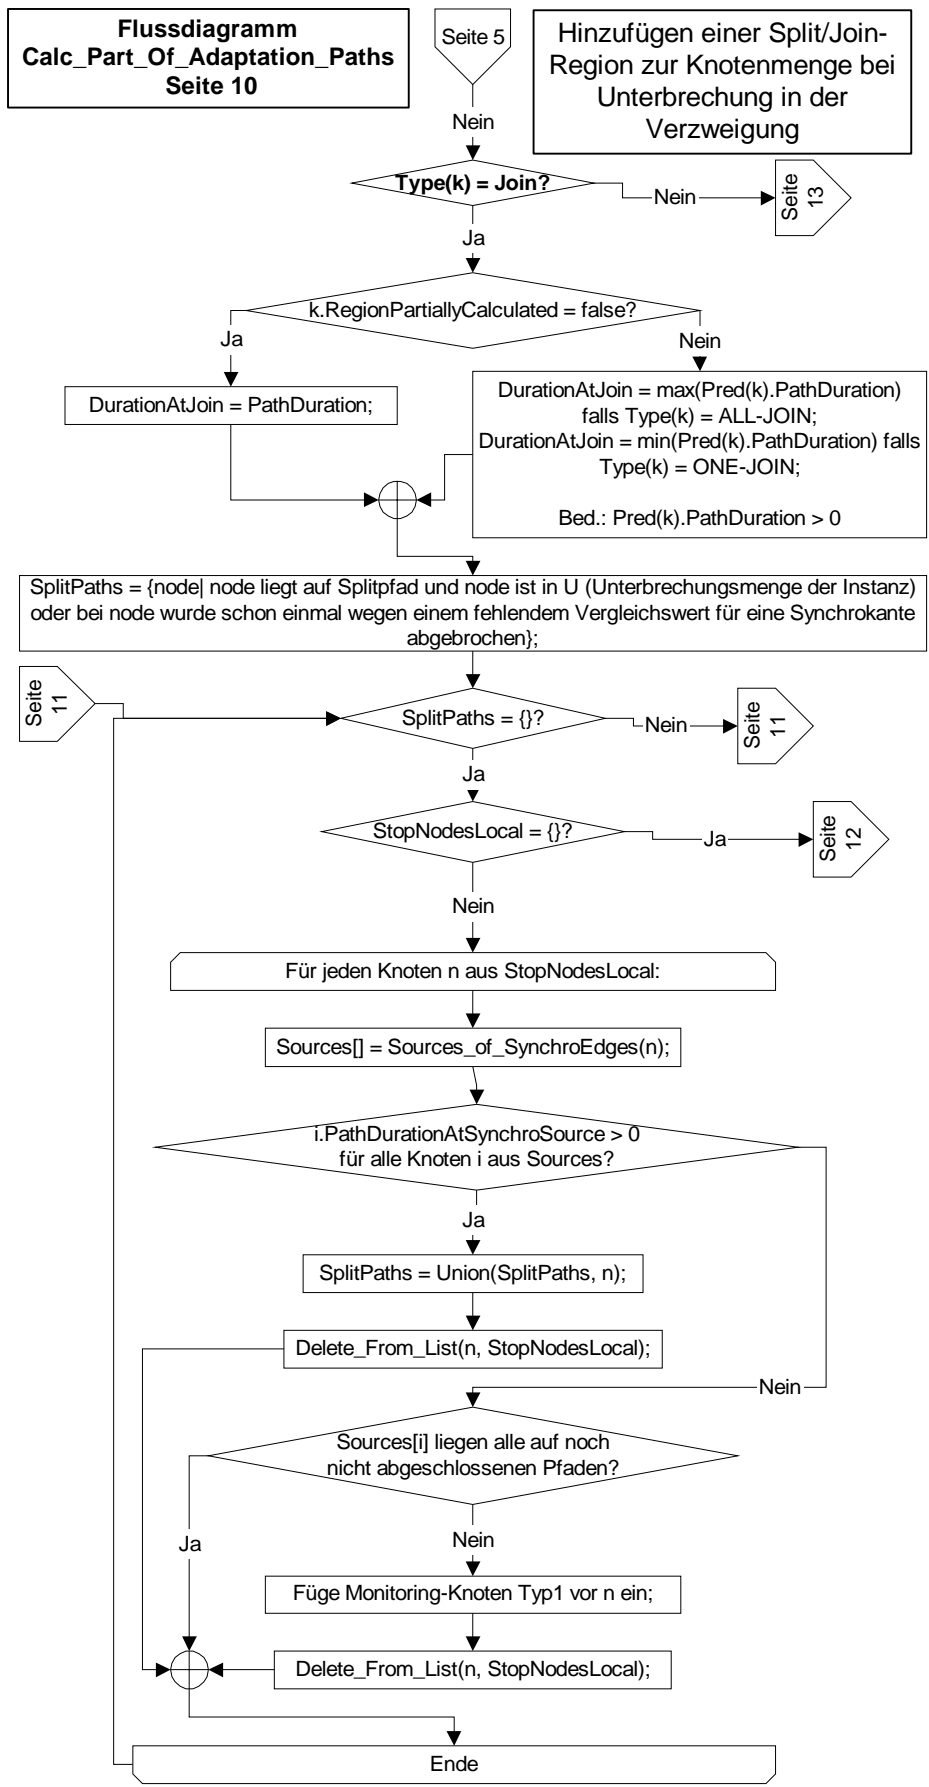 Flussdiagramm
Calc_Part_Of_Adaptation_Paths
Seite 10
Seite 5
Hinzufügen einer Split/Join-
Region zur Knotenmenge bei
Unterbrechung in der
Verzweigung
Nein
Type(k) = Join?
Nein
Seite
13
Ja
k.RegionPartiallyCalculated = false?
Ja
Nein
DurationAtJoin = PathDuration;
DurationAtJoin = max(Pred(k).PathDuration)
falls Type(k) = ALL-JOIN;
DurationAtJoin = min(Pred(k).PathDuration) falls
Type(k) = ONE-JOIN;
Bed.: Pred(k).PathDuration > 0
SplitPaths = {node| node liegt auf Splitpfad und node ist in U (Unterbrechungsmenge der Instanz)
oder bei node wurde schon einmal wegen einem fehlendem Vergleichswert für eine Synchrokante
abgebrochen};
Seite
11
SplitPaths = {}?
Nein
Seite
11
Ja
StopNodesLocal = {}?
Ja
Seite
12
Nein
Für jeden Knoten n aus StopNodesLocal:
Sources[] = Sources_of_SynchroEdges(n);
i.PathDurationAtSynchroSource > 0
für alle Knoten i aus Sources?
Ja
SplitPaths = Union(SplitPaths, n);
Delete_From_List(n, StopNodesLocal);
Nein
Sources[i] liegen alle auf noch
nicht abgeschlossenen Pfaden?
Ja
Nein
Füge Monitoring-Knoten Typ1 vor n ein;
Delete_From_List(n, StopNodesLocal);
Ende